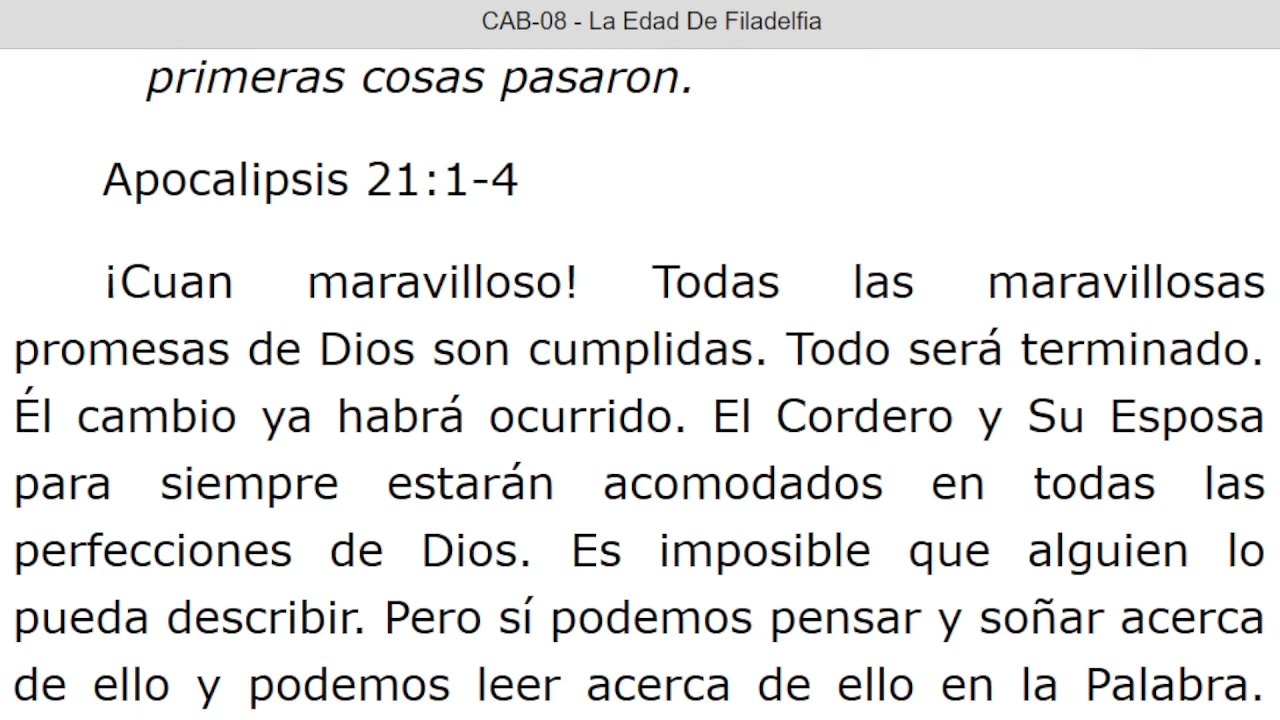 CAB-08 - La Edad De Filadelfia
primeras cosas pasaron.
Apocalipsis 21:1-4
¡Cuan maravilloso! Todas las maravillosas
promesas de Dios son cumplidas. Todo será terminado.
Él cambio ya habrá ocurrido. El Cordero y Su Esposa
para siempre estarán acomodados en todas las
perfecciones de Dios. Es imposible que alguien lo
pueda describir. Pero sí podemos pensar y soñar acerca
de ello y podemos leer acerca de ello en la Palabra.